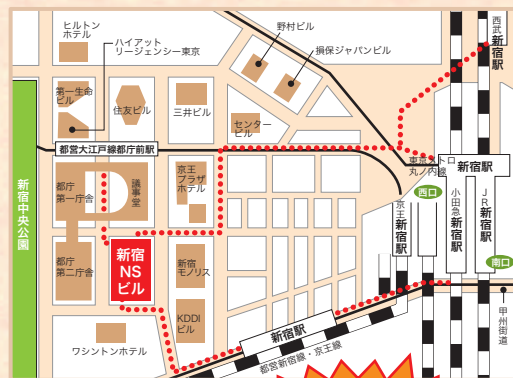 ヒルトン
ホテル
ハイアット
リージェンシー東京
野村ビル
損保ジャパンビル
西武
新宿駅
第一生命
ビル
住友ビル
三井ビル
センター
ビル
都営大江戸線都庁前駅
東京メトロ
丸ノ内線
新宿駅
新宿中央公園
都庁
第一庁舎
議事堂
京王
プラザ
ホテル
西口
京王新宿駅
小田急新宿駅
JR新宿駅
南口
都庁
第二庁舎
新宿
NS
ビル
新宿
モノリス
KDDI
ビル
ワシントンホテル
新宿駅
都営新宿線・京王線
甲州街道